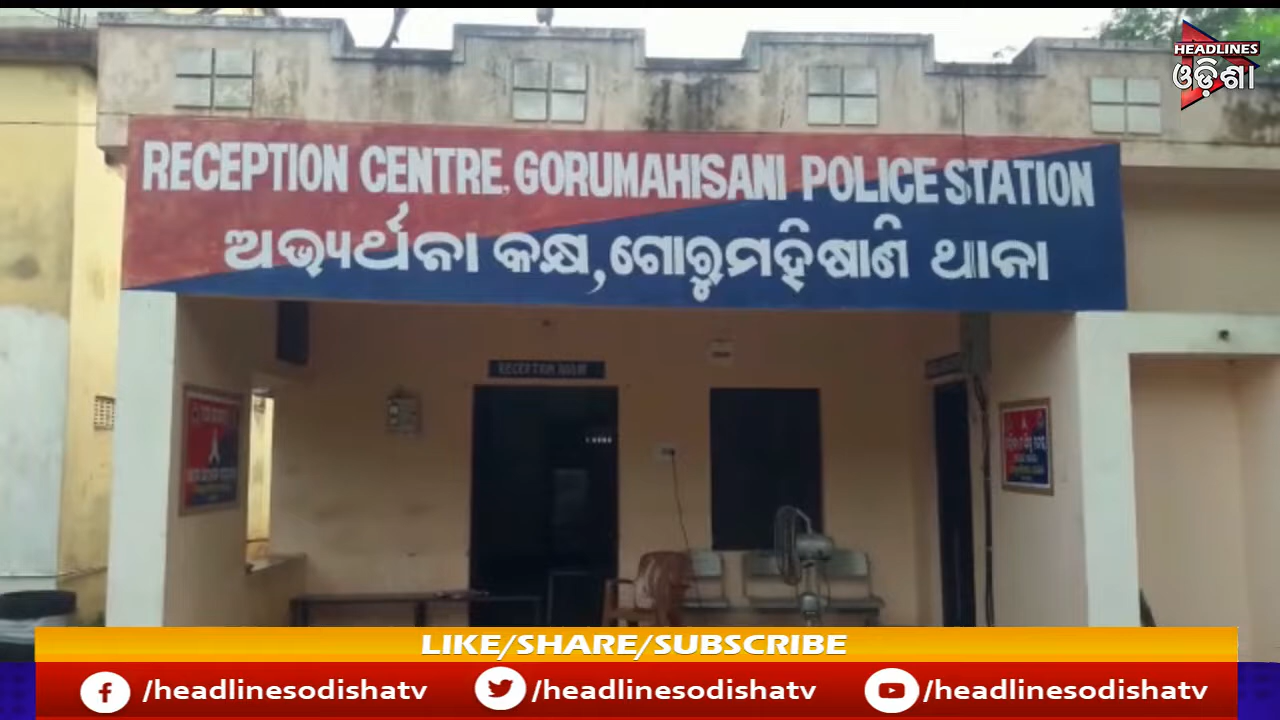 HEADLINES
ଓଡ଼ିଶା
RECEPTION CENTRE, GORUMAHISANI POLICE STATION
ଅଭ୍ୟର୍ଥନା କକ୍ଷ, ଗୋରୁମହିଷାଣି ଥାନା
RECEPTION ROOM
LIKE/SHARE/SUBSCRIBE
/headlinesodishatv /headlinesodishatv /headlinesodishatv